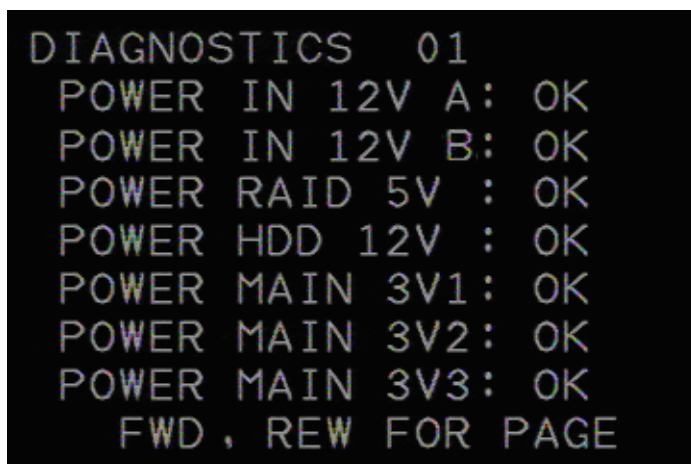 DIAGNOSTICS 01
POWER IN 12V A: OK
POWER IN 12V B: OK
POWER RAID 5V : OK
POWER HDD 12V : OK
POWER MAIN 3V1: OK
POWER MAIN 3V2: OK
POWER MAIN 3V3: OK
FWD, REW FOR PAGE